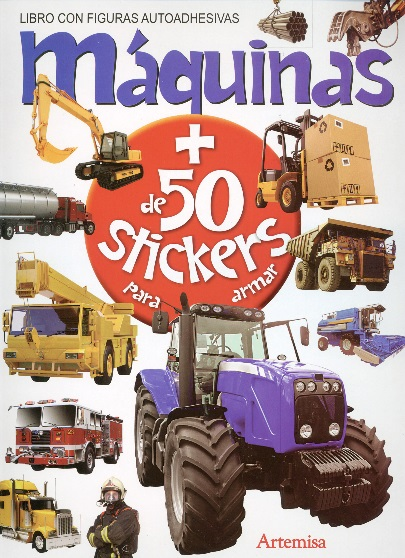 LIBRO CON FIGURAS AUTOADHESIVAS
Máquinas
+
de 50
stickers
para armar
Artemisa